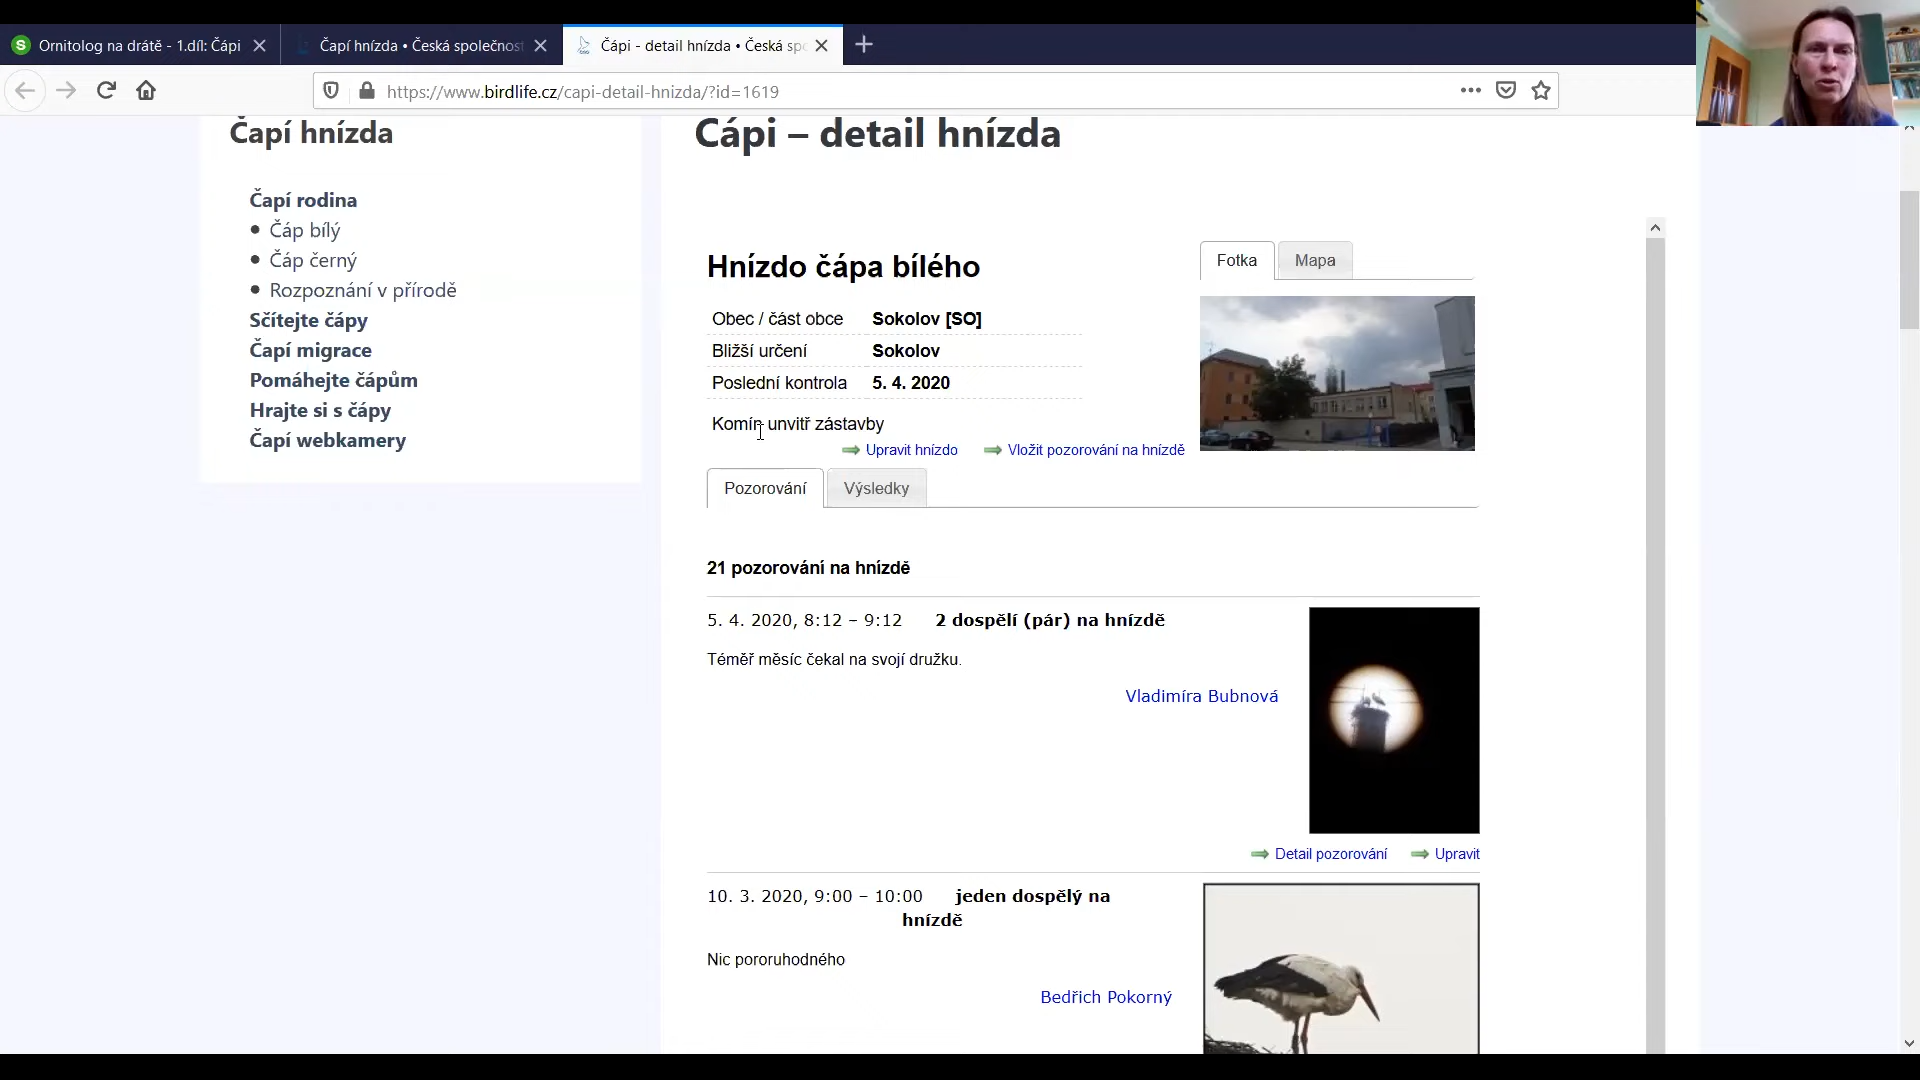 Ornitolog na drátě - 1.díl: Čápi
Čapí hnízda • Česká společnost
Čápi - detail hnízda • Česká spo
https://www.birdlife.cz/capi-detail-hnizda/?id=1619
Čapí hnízda
Čapí rodina
• Čáp bílý
• Čáp černý
• Rozpoznání v přírodě
Sčítejte čápy
Čapí migrace
Pomáhejte čápům
Hrajte si s čápy
Čapí webkamery
Čápi – detail hnízda
Hnízdo čápa bílého
Fotka
Mapa
Obec / část obce Sokolov [SO]
Bližší určení Sokolov
Poslední kontrola 5. 4. 2020
Komín unvitř zástavby
Upravit hnízdo Vložit pozorování na hnízdě
Pozorování
Výsledky
21 pozorování na hnízdě
5. 4. 2020, 8:12 – 9:12 2 dospělí (pár) na hnízdě
Téměř měsíc čekal na svojí družku.
Vladimíra Bubnová
Detail pozorování Upravit
10. 3. 2020, 9:00 – 10:00 jeden dospělý na
hnízdě
Nic pororuhodného
Bedřich Pokorný